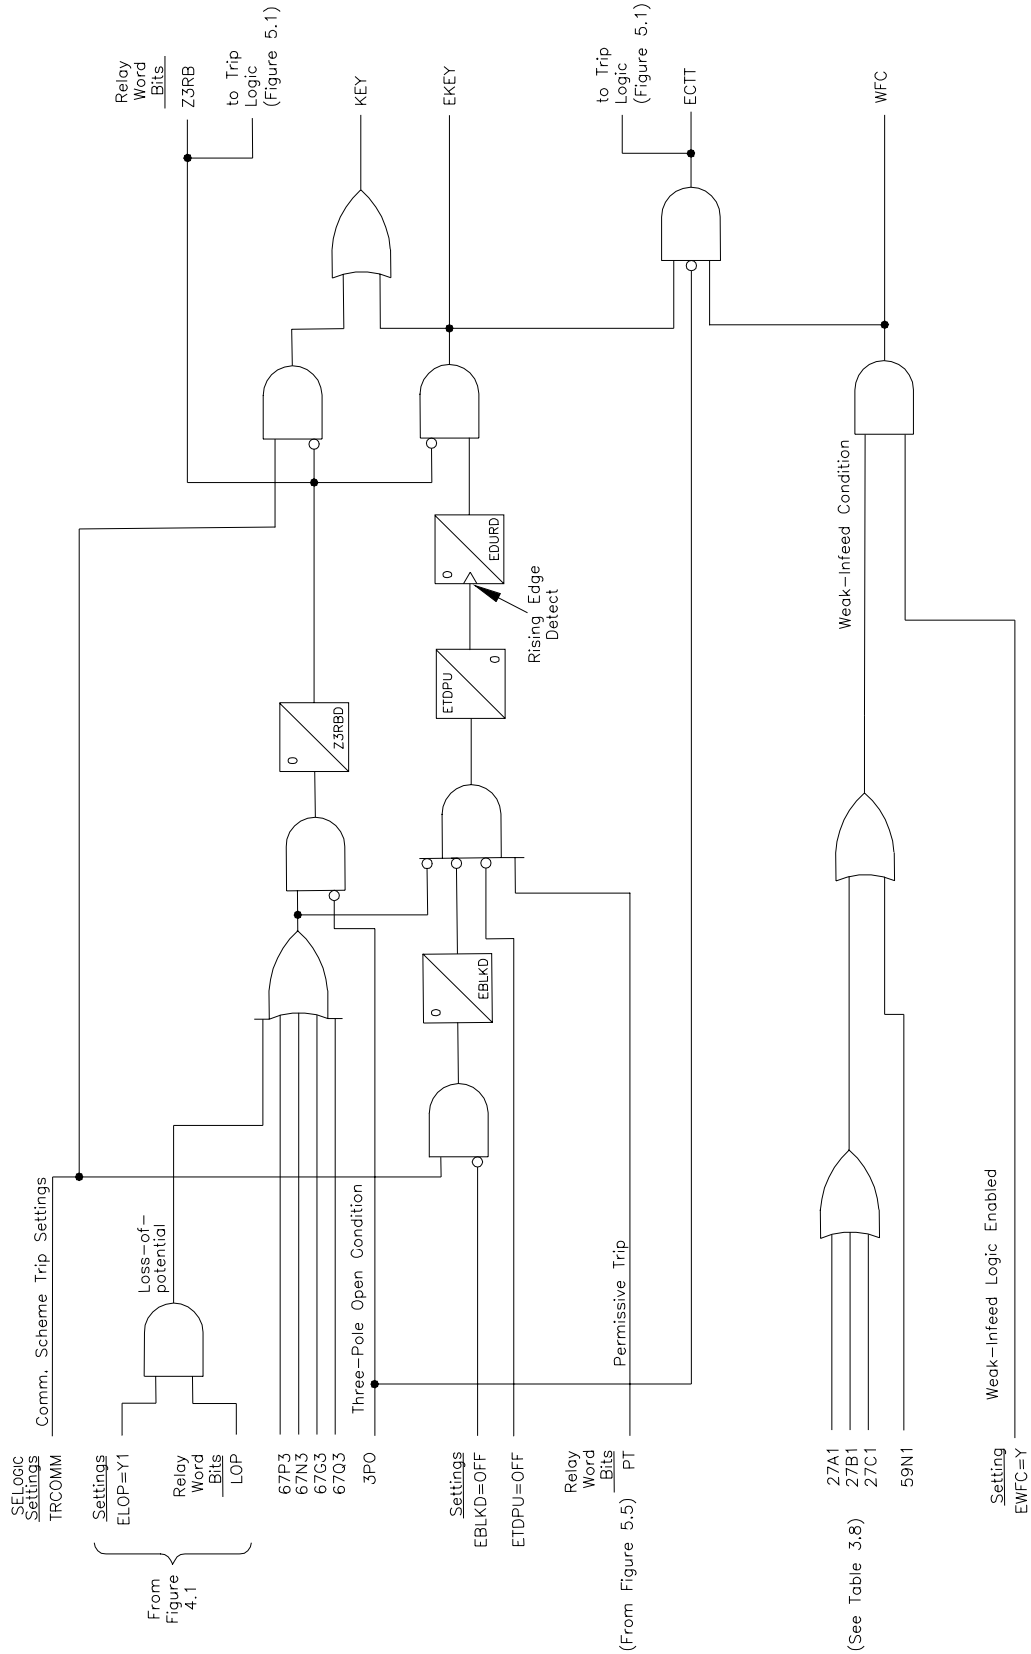 SELOGIC
Settings
TRCOMM
Comm. Scheme Trip Settings
Settings
ELOP=Y1
Relay
Word
Bits
LOP
From
Figure
4.1
Loss-of-
potential
67P3
67N3
67G3
67Q3
3PO
Three-Pole Open Condition
Settings
EBLKD=OFF
ETDPU=OFF
Relay
Word
Bits
(From Figure 5.5) PT
Permissive Trip
(See Table 3.8)
27A1
27B1
27C1
59N1
Setting
EWFC=Y
Weak-Infeed Logic Enabled
0
EBLKD
0
Z3RBD
ETDPU
0
0
EDURD
Rising Edge
Detect
Weak-Infeed Condition
Relay
Word
Bits
Z3RB
to Trip
Logic
(Figure 5.1)
KEY
EKEY
to Trip
Logic
(Figure 5.1)
ECTT
WFC